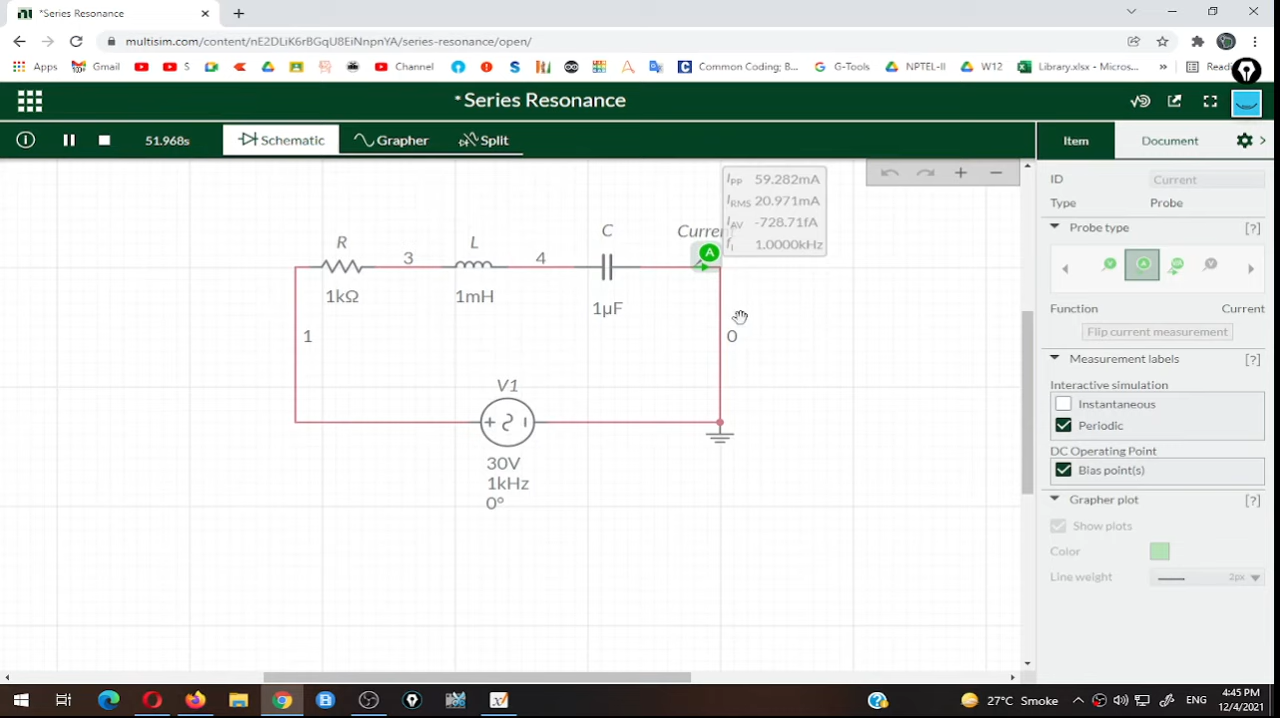 *Series Resonance
multisim.com/content/nE2DLiK6rBGqU8EiNnpnYA/series-resonance/open/
Apps Gmail S Channel Common Coding; B... G-Tools NPTEL-II W12 Library.xlsx - Micros... » Readi
*Series Resonance
51.968s Schematic Grapher Split Item Document
ID Current
Type Probe
Probe type [?]
Function Current
Flip current measurement
Measurement labels [?]
Interactive simulation
Instantaneous
Periodic
DC Operating Point
Bias point(s)
Grapher plot [?]
Show plots
Color
Line weight 2px
IPP 59.282mA
IRMS 20.971mA
IAV -728.71fA
1.0000kHz
R 3 L 4 C Curre
A
1kΩ 1mH 1µF
1 0
V1
30V
1kHz
0°
27°C Smoke ENG 4:45 PM
12/4/2021